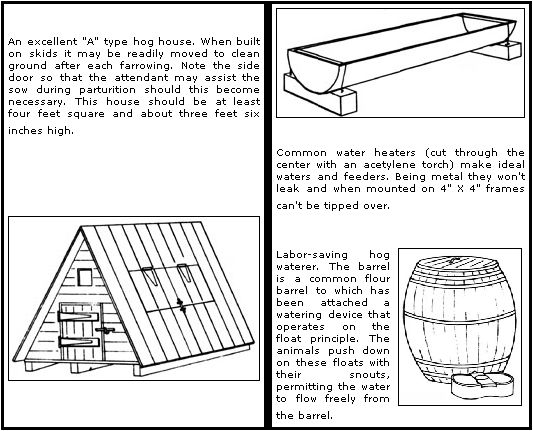 An excellent "A" type hog house. When built
on skids it may be readily moved to clean
ground after each farrowing. Note the side
door so that the attendant may assist the
sow during parturition should this become
necessary. This house should be at least
four feet square and about three feet six
inches high.
Common water heaters (cut through the
center with an acetylene torch) make ideal
waters and feeders. Being metal they won't
leak and when mounted on 4" X 4" frames
can't be tipped over.
Labor-saving hog
waterer. The barrel
is a common flour
barrel to which has
been attached a
watering device that
operates on the
float principle. The
animals push down
on these floats with
their snouts,
permitting the water
to flow freely from
the barrel.